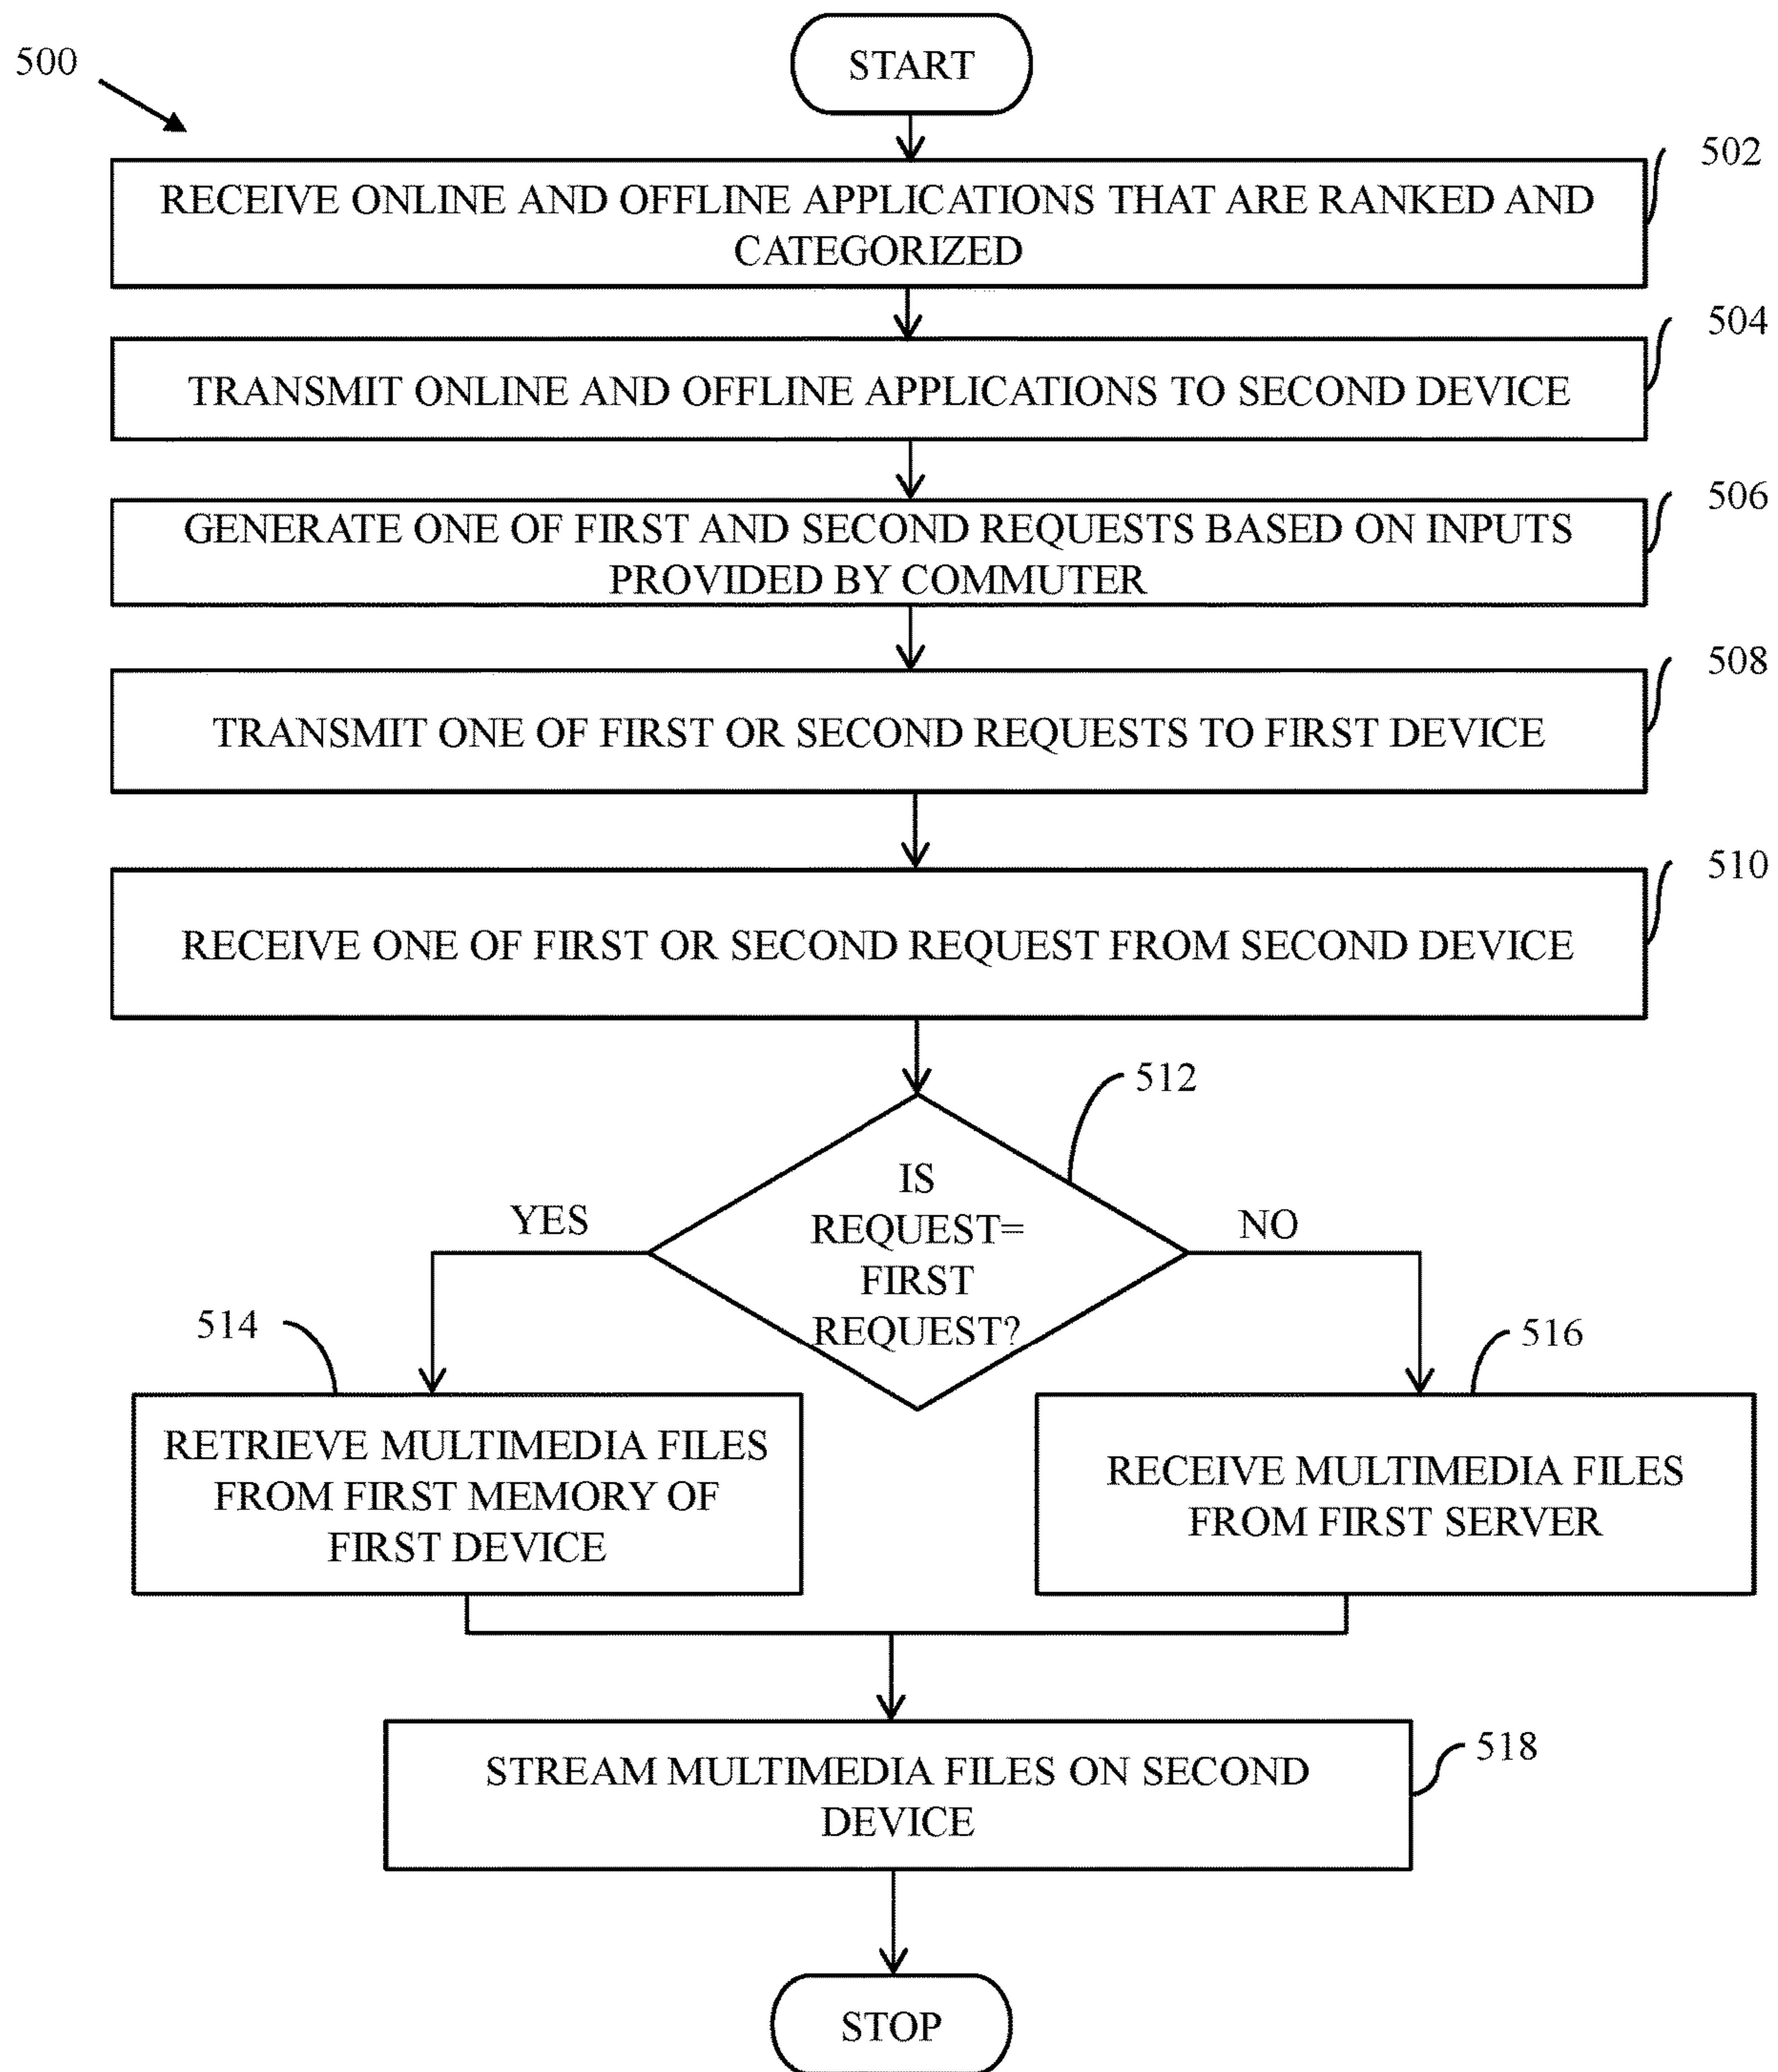 500
START
502
RECEIVE ONLINE AND OFFLINE APPLICATIONS THAT ARE RANKED AND
CATEGORIZED
504
TRANSMIT ONLINE AND OFFLINE APPLICATIONS TO SECOND DEVICE
506
GENERATE ONE OF FIRST AND SECOND REQUESTS BASED ON INPUTS
PROVIDED BY COMMUTER
508
TRANSMIT ONE OF FIRST OR SECOND REQUESTS TO FIRST DEVICE
510
RECEIVE ONE OF FIRST OR SECOND REQUEST FROM SECOND DEVICE
512
IS
REQUEST=
FIRST
REQUEST?
YES
NO
514
516
RETRIEVE MULTIMEDIA FILES
FROM FIRST MEMORY OF
FIRST DEVICE
RECEIVE MULTIMEDIA FILES
FROM FIRST SERVER
518
STREAM MULTIMEDIA FILES ON SECOND
DEVICE
STOP